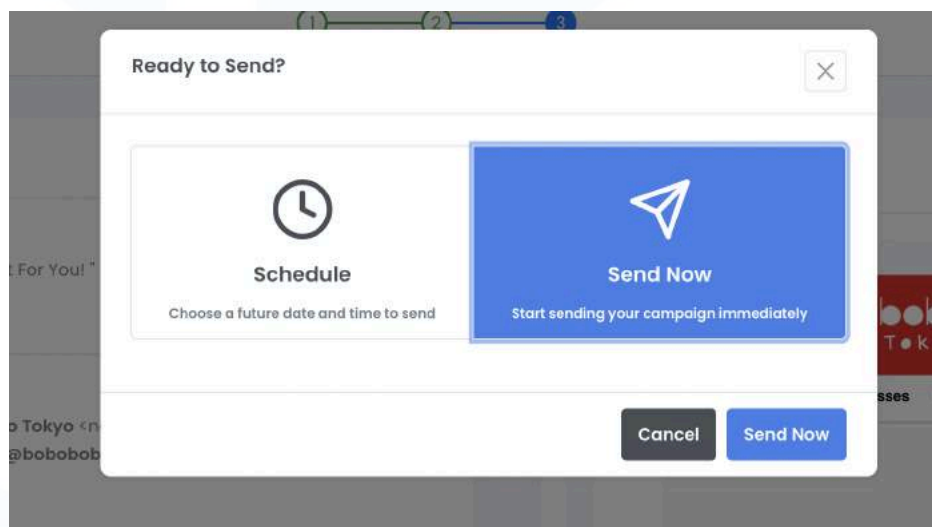 1 2 3
Ready to Send?
Schedule
Choose a future date and time to send
Send Now
Start sending your campaign immediately
For You! "
Tokyo <n
@bobobob
bob
T●k
sses
Cancel
Send Now